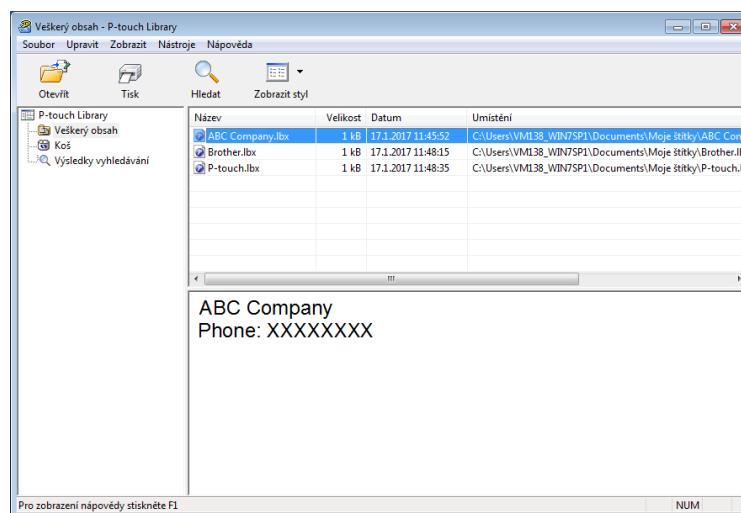 Veškerý obsah - P-touch Library
Soubor Upravit Zobrazit Nástroje Nápověda
Otevřít Tisk Hledat Zobrazit styl
P-touch Library
Veškerý obsah
Koš
Výsledky vyhledávání
Název Velikost Datum Umístění
ABC Company.lbx 1 kB 17.1.2017 11:45:52 C:\Users\VM138_WIN7SP1\Documents\Moje štítky\ABC Con
Brother.lbx 1 kB 17.1.2017 11:48:15 C:\Users\VM138_WIN7SP1\Documents\Moje štítky\Brother.l
P-touch.lbx 1 kB 17.1.2017 11:48:35 C:\Users\VM138_WIN7SP1\Documents\Moje štítky\P-touch.
ABC Company
Phone: XXXXXXXX
Pro zobrazení nápovědy stiskněte F1 NUM